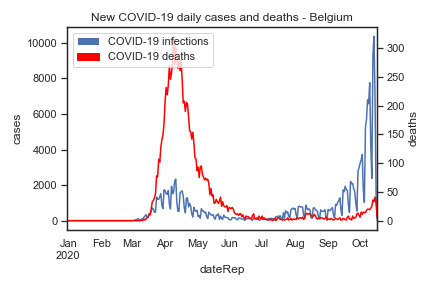 New COVID-19 daily cases and deaths - Belgium
COVID-19 infections
COVID-19 deaths
10000
8000
6000
4000
2000
0
cases
300
250
200
150
100
50
0
deaths
Jan Feb Mar Apr May Jun Jul Aug Sep Oct
2020
dateRep